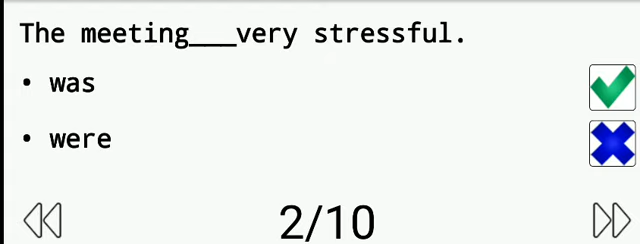 The meeting___very stressful.
• was
• were
2/10